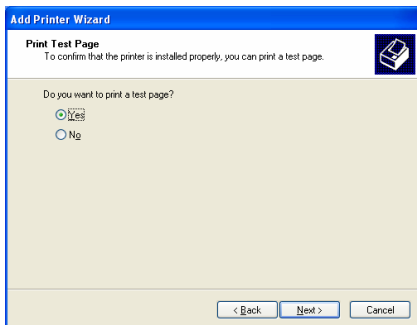 Add Printer Wizard
Print Test Page
To confirm that the printer is installed properly, you can print a test page.
Do you want to print a test page?
Yes
No
< Back
Next >
Cancel